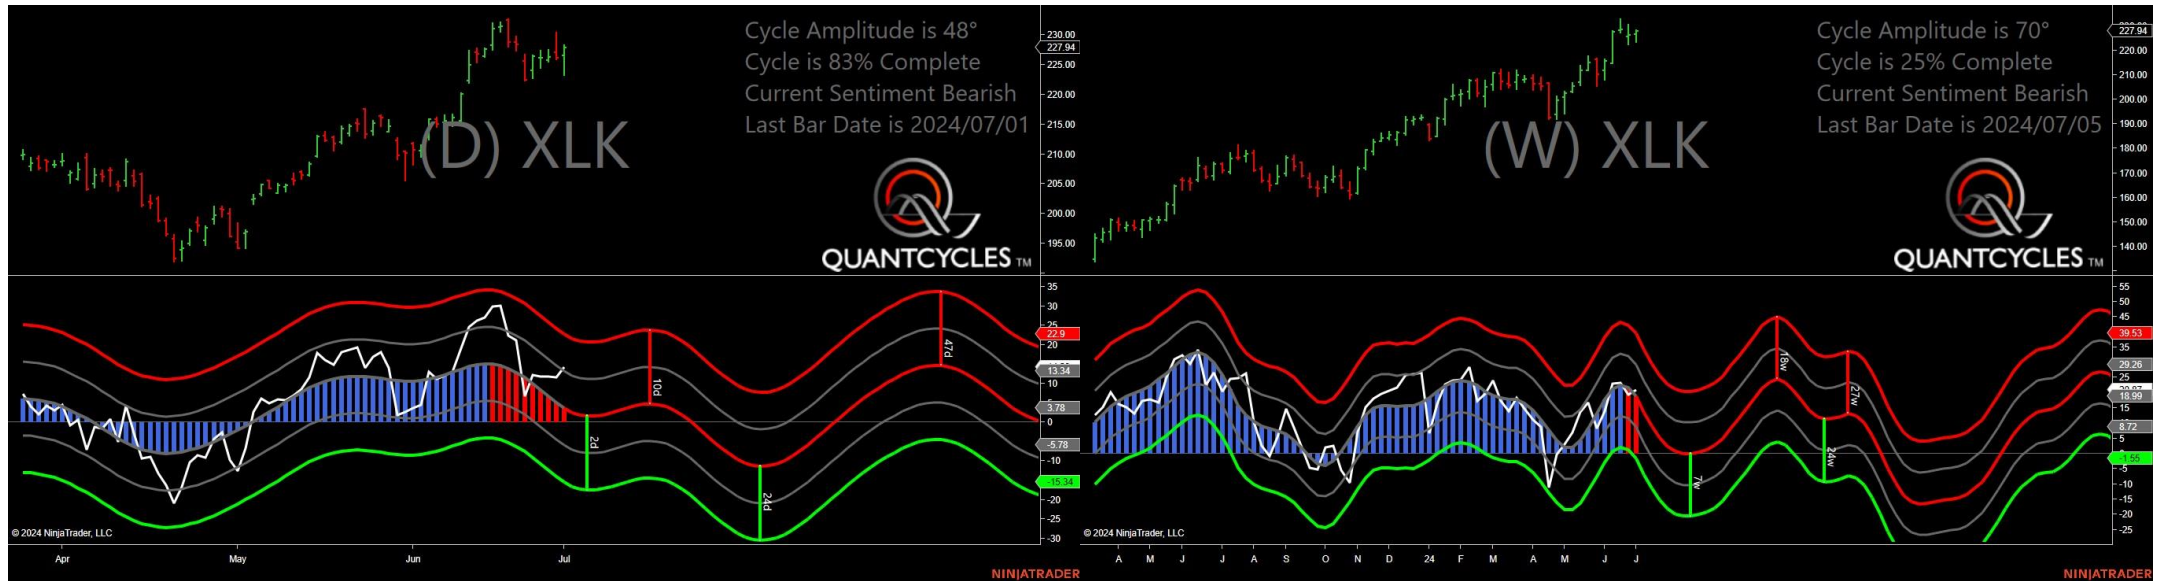 Cycle Amplitude is 48°
Cycle is 83% Complete
Current Sentiment Bearish
Last Bar Date is 2024/07/01
(D) XLK
QUANTCYCLES TM
230.00
227.94
225.00
220.00
215.00
210.00
205.00
200.00
195.00
35
30
25
22.9
20
13.34
10
5
3.78
0
-5.78
-10
-15.34
-20
-25
-30
2d
10d
24d
47d
© 2024 NinjaTrader, LLC
Apr May Jun Jul
NINJATRADER
Cycle Amplitude is 70°
Cycle is 25% Complete
Current Sentiment Bearish
Last Bar Date is 2024/07/05
(W) XLK
QUANTCYCLES TM
227.94
220.00
210.00
200.00
190.00
180.00
170.00
160.00
150.00
140.00
55
50
45
39.53
35
29.26
25
18.99
15
8.72
5
-1.55
-5
-10
-15
-20
-25
7w
18w
24w
27w
© 2024 NinjaTrader, LLC
A M J J A S O N D 24 F M A M J J
NINJATRADER